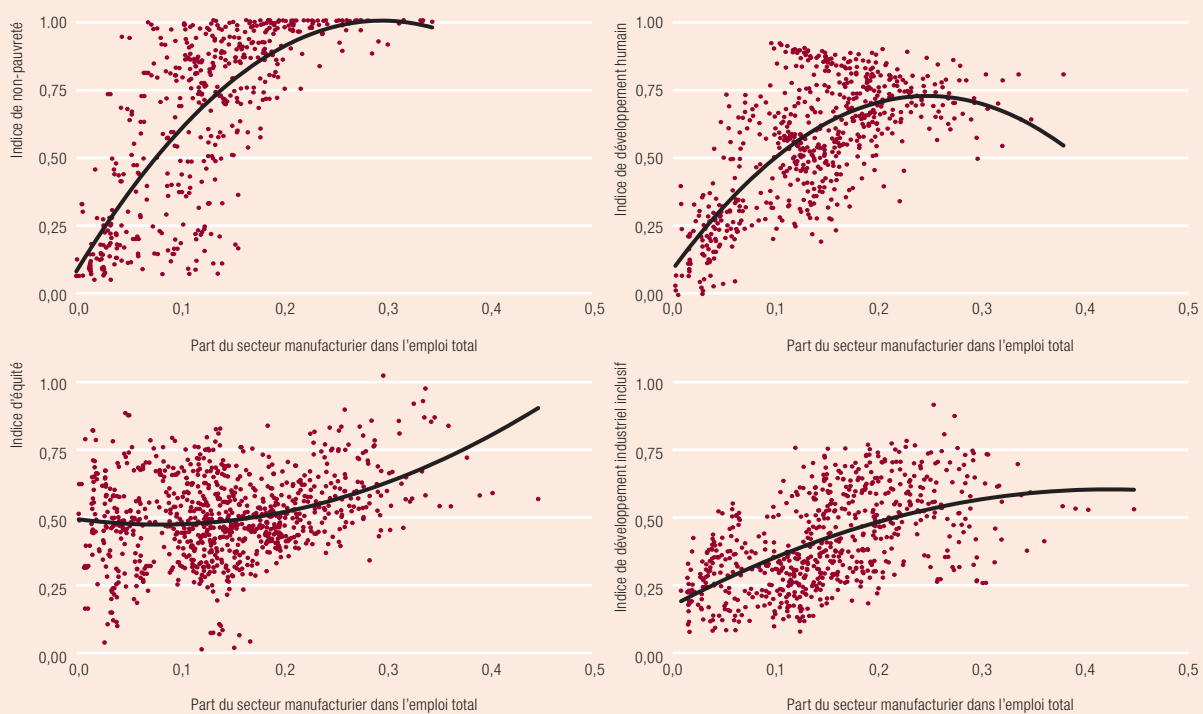 Indice de non-pauvreté
1.00
0,75
0,50
0,25
0,00
0,0 0,1 0,2 0,3 0,4 0,5
Part du secteur manufacturier dans l'emploi total
Indice de développement humain
1.00
0,75
0,50
0,25
0,00
0,0 0,1 0,2 0,3 0,4 0,5
Part du secteur manufacturier dans l'emploi total
Indice d'équité
1.00
0,75
0,50
0,25
0,00
0,0 0,1 0,2 0,3 0,4 0,5
Part du secteur manufacturier dans l'emploi total
Indice de développement industriel inclusif
1.00
0,75
0,50
0,25
0,00
0,0 0,1 0,2 0,3 0,4 0,5
Part du secteur manufacturier dans l'emploi total